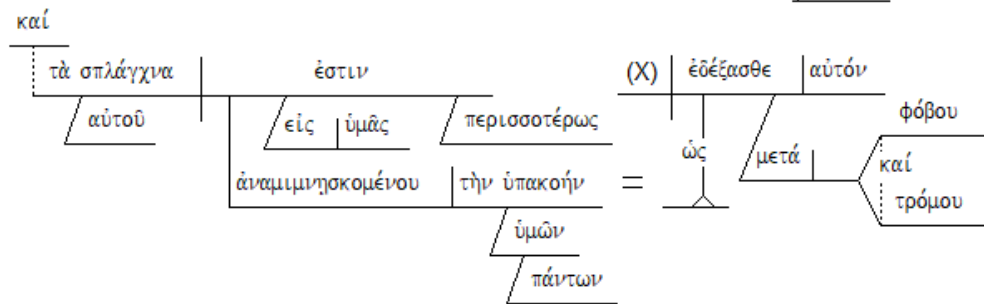 καί
τὰ σπλάγχνα ἐστιν (X) ἐδέξασθε αὐτόν
αὐτοῦ εἰς ὑμᾶς περισσοτέρως φόβου
ὡς μετά καί
ἀναμιμνησκομένου τὴν ὑπακοήν = τρόμου
ὑμῶν
πάντων